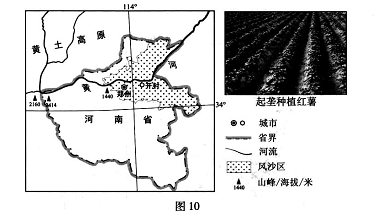 114°
黄 土 高 原
河
黄
郑州
开封
1440
2160
2414
34°
河 南 省
起垄种植红薯
城市
省界
河流
风沙区
1440
山峰/海拔/米
图 10